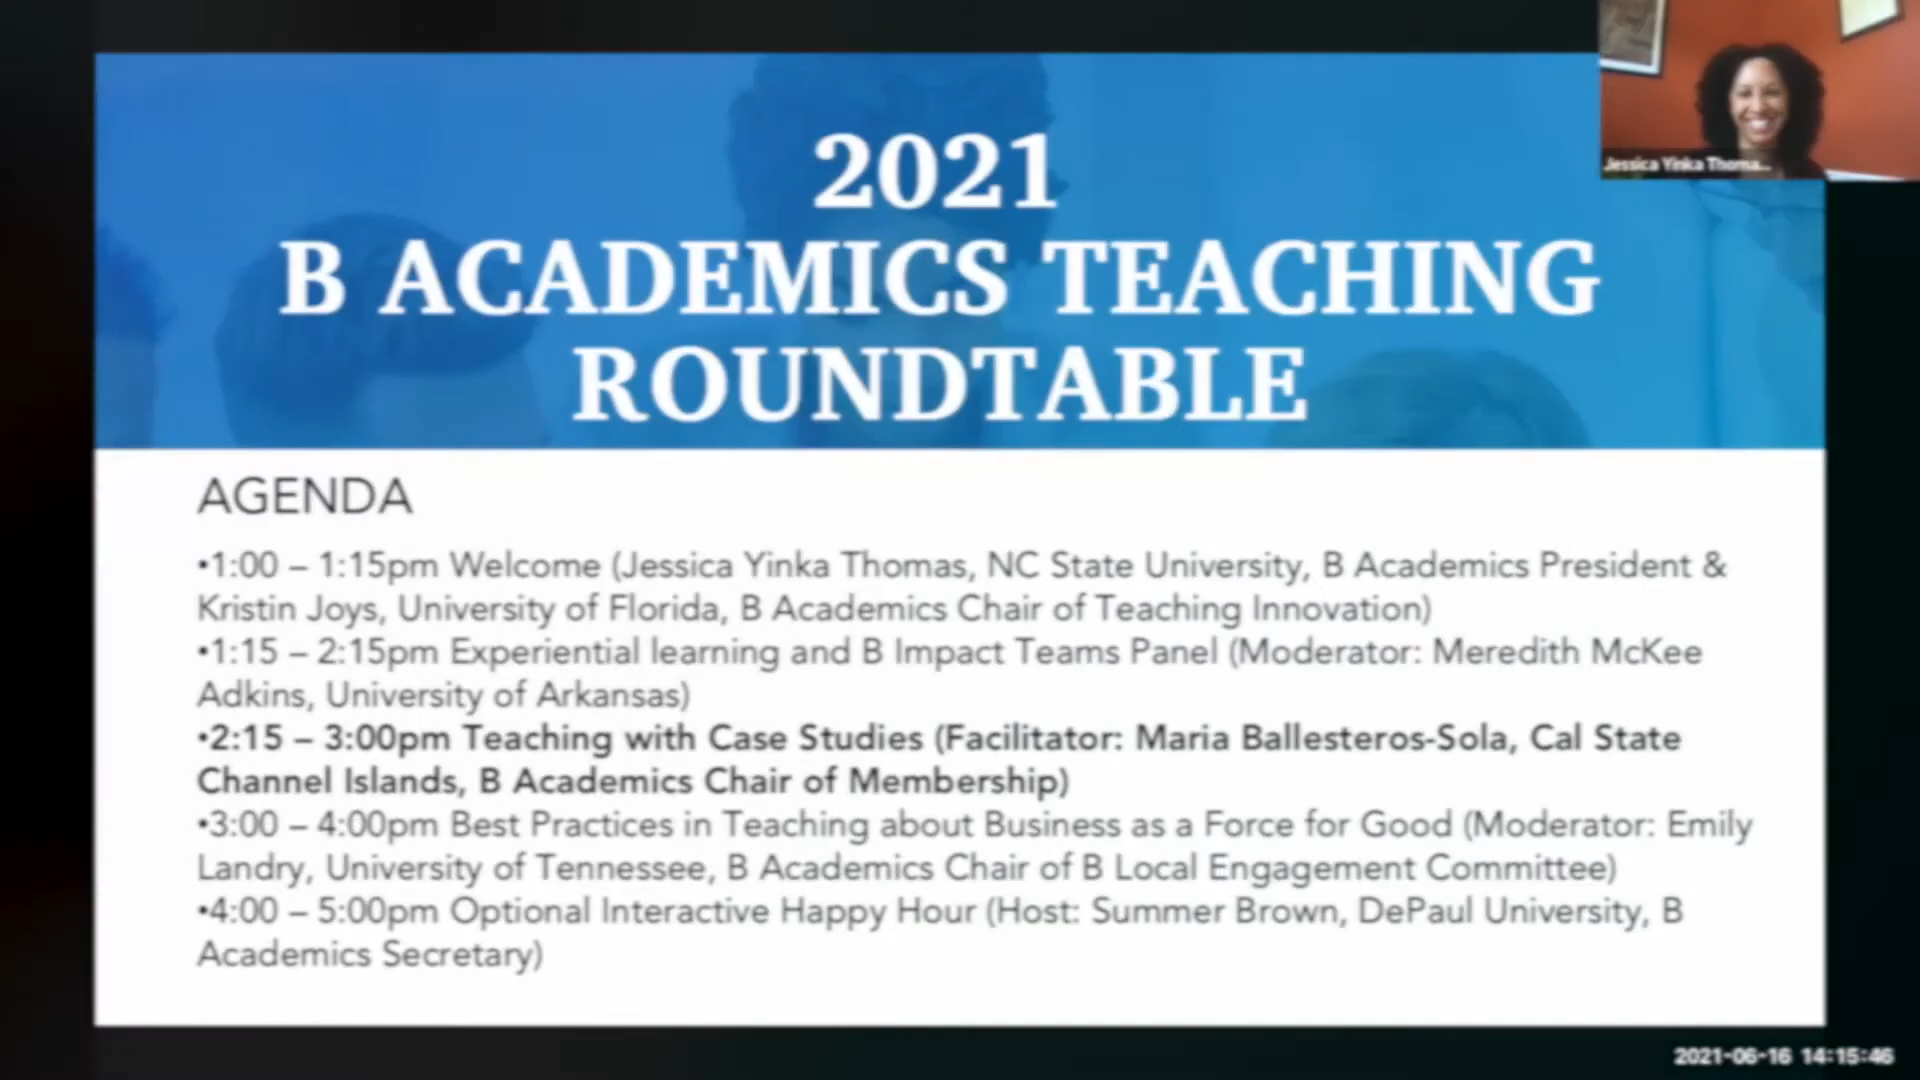 2021
B ACADEMICS TEACHING
ROUNDTABLE
Jessica Yinka Thoma...
AGENDA
•1:00 – 1:15pm Welcome (Jessica Yinka Thomas, NC State University, B Academics President &
Kristin Joys, University of Florida, B Academics Chair of Teaching Innovation)
•1:15 – 2:15pm Experiential learning and B Impact Teams Panel (Moderator: Meredith McKee
Adkins, University of Arkansas)
•2:15 – 3:00pm Teaching with Case Studies (Facilitator: Maria Ballesteros-Sola, Cal State
Channel Islands, B Academics Chair of Membership)
•3:00 – 4:00pm Best Practices in Teaching about Business as a Force for Good (Moderator: Emily
Landry, University of Tennessee, B Academics Chair of B Local Engagement Committee)
•4:00 – 5:00pm Optional Interactive Happy Hour (Host: Summer Brown, DePaul University, B
Academics Secretary)
2021-06-16 14:15:46